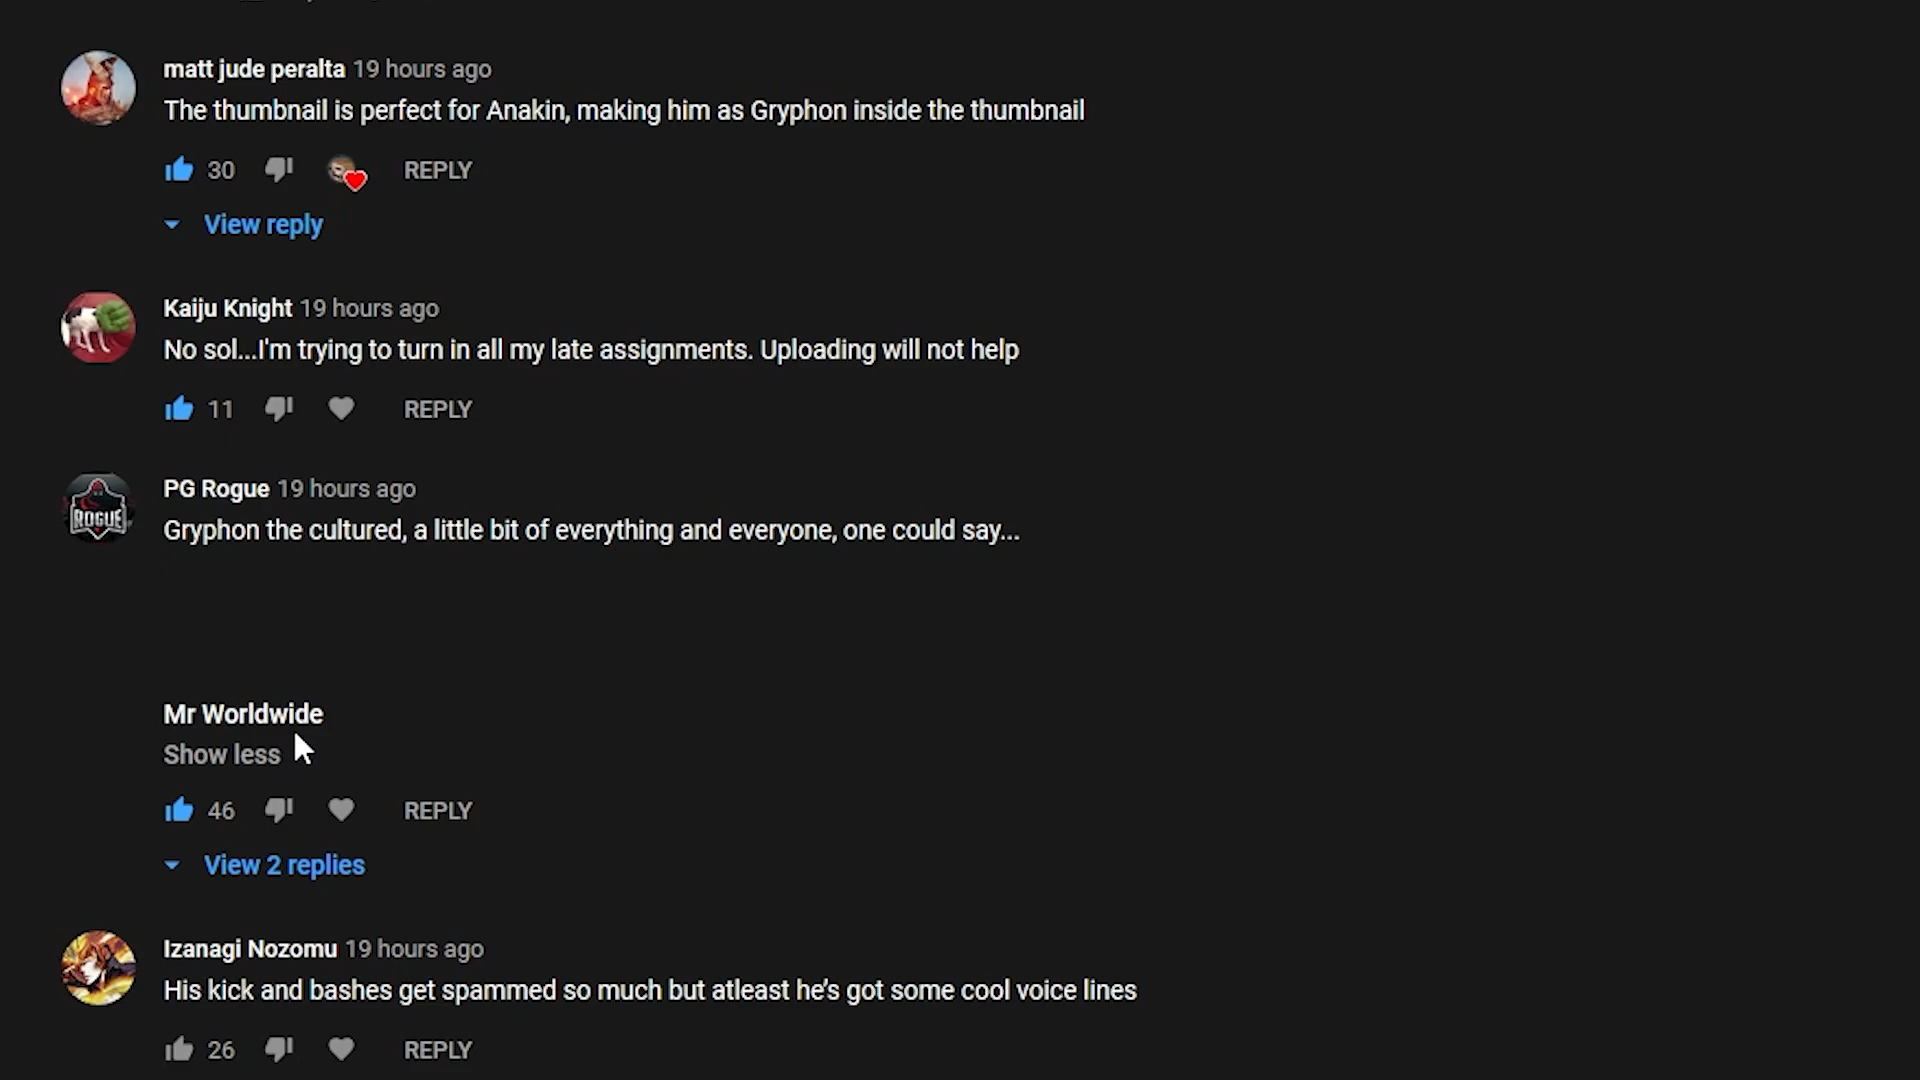 matt jude peralta 19 hours ago
The thumbnail is perfect for Anakin, making him as Gryphon inside the thumbnail
30 REPLY
View reply
Kaiju Knight 19 hours ago
No sol...I'm trying to turn in all my late assignments. Uploading will not help
11 REPLY
PG Rogue 19 hours ago
ROGUE
Gryphon the cultured, a little bit of everything and everyone, one could say...
Mr Worldwide
Show less
46 REPLY
View 2 replies
Izanagi Nozomu 19 hours ago
His kick and bashes get spammed so much but atleast he's got some cool voice lines
26 REPLY